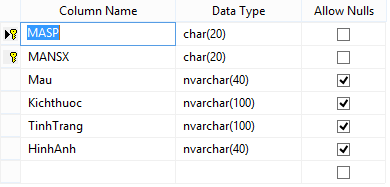 Column Name Data Type Allow Nulls
MASP char(20)
MANSX char(20)
Mau nvarchar(40)
Kichthuoc nvarchar(100)
TinhTrang nvarchar(100)
HinhAnh nvarchar(40)